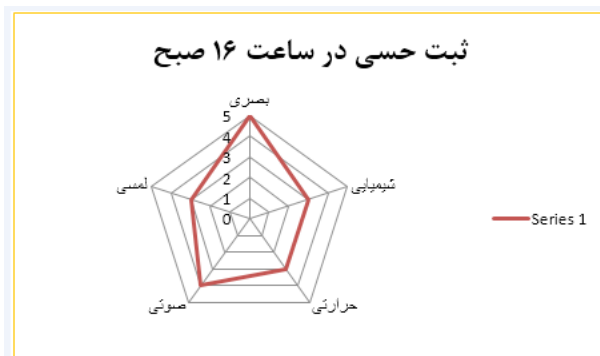 ثبت حسی در ساعت ۱۶ صبح
بصری
5
4
3
2
1
0
شیمیایی
حرارتی
صوتی
لمسی
Series 1